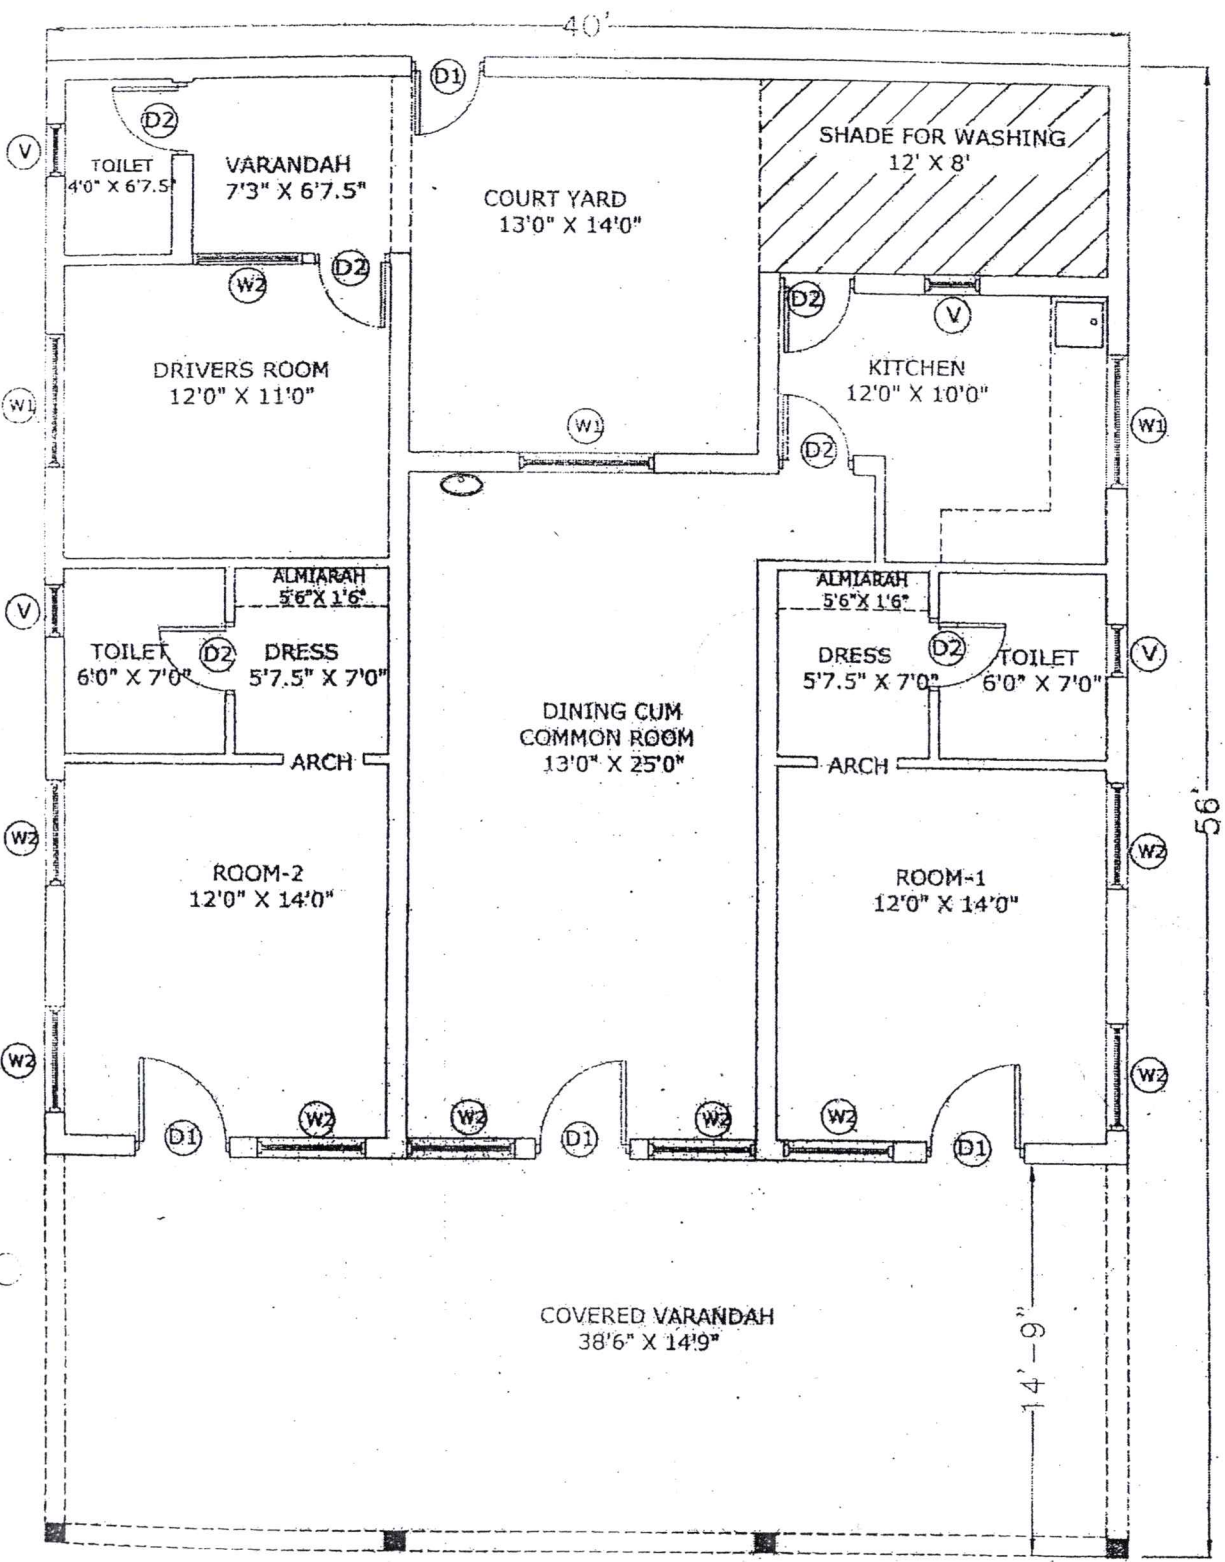 40'
D1
D2
V
TOILET
4'0" X 6'7.5"
VARANDAH
7'3" X 6'7.5"
COURT YARD
13'0" X 14'0"
SHADE FOR WASHING
12' X 8'
D2
W2
D2
V
DRIVERS ROOM
12'0" X 11'0"
KITCHEN
12'0" X 10'0"
W1
W1
W1
D2
ALMIARAH
5'6"X 1'6"
ALMIARAH
5'6"X 1'6"
V
TOILET
6'0" X 7'0"
D2
DRESS
5'7.5" X 7'0"
DRESS
5'7.5" X 7'0"
D2
TOILET
6'0" X 7'0"
V
DINING CUM
COMMON ROOM
13'0" X 25'0"
ARCH
ARCH
56'
W2
W2
ROOM-2
12'0" X 14'0"
ROOM-1
12'0" X 14'0"
W2
W2
D1
W2
W2
D1
W2
W2
D1
COVERED VARANDAH
38'6" X 14'9"
14'-9"